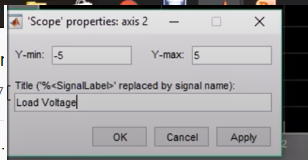 'Scope' properties: axis 2
Y-min: -5 Y-max: 5
Title ('%<SignalLabel>' replaced by signal name):
Load Voltage
OK Cancel Apply